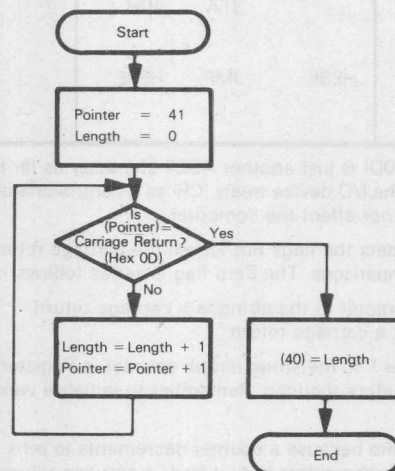 Start
Pointer = 41
Length = 0
Is
(Pointer) =
Carriage Return?
(Hex 0D)
Yes
No
Length = Length + 1
Pointer = Pointer + 1
(40) = Length
End